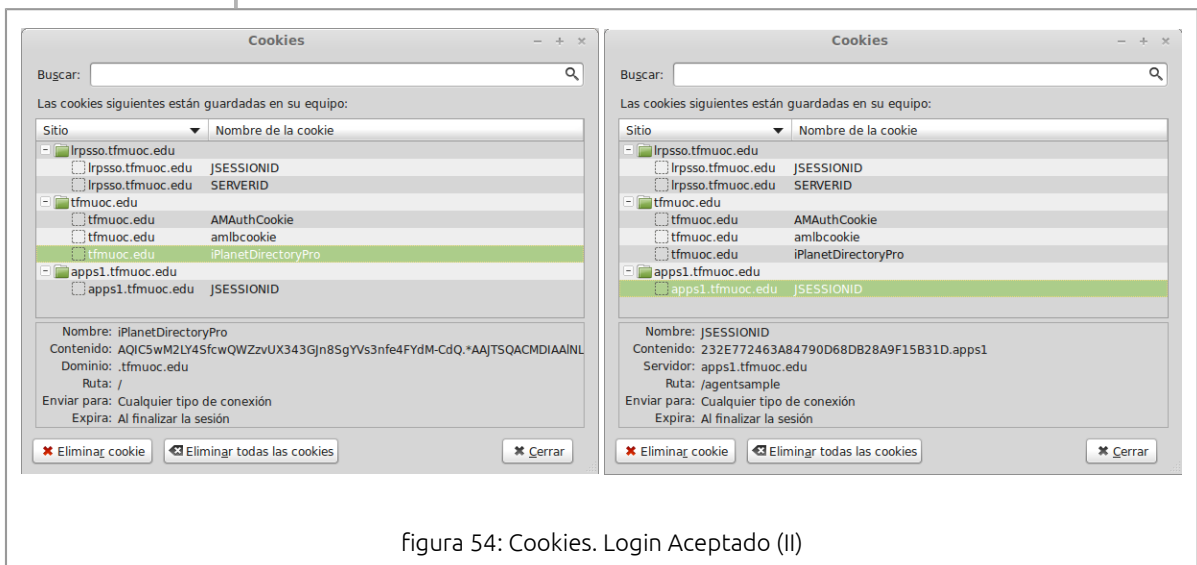 Cookies
Buscar:
Las cookies siguientes están guardadas en su equipo:
Sitio Nombre de la cookie
lrpsso.tfmuoc.edu
lrpsso.tfmuoc.edu JSESSIONID
lrpsso.tfmuoc.edu SERVERID
tfmuoc.edu
tfmuoc.edu AMAuthCookie
tfmuoc.edu amlbcookie
tfmuoc.edu iPlanetDirectoryPro
apps1.tfmuoc.edu
apps1.tfmuoc.edu JSESSIONID
Nombre: iPlanetDirectoryPro
Contenido: AQIC5wM2LY4SfcwQWZzvUX343GJn8SgYVs3nfe4FYdM-CdQ.*AAJTSQACMDIAAlNL
Dominio: .tfmuoc.edu
Ruta: /
Enviar para: Cualquier tipo de conexión
Expira: Al finalizar la sesión
Eliminar cookie Eliminar todas las cookies Cerrar
Cookies
Buscar:
Las cookies siguientes están guardadas en su equipo:
Sitio Nombre de la cookie
lrpsso.tfmuoc.edu
lrpsso.tfmuoc.edu JSESSIONID
lrpsso.tfmuoc.edu SERVERID
tfmuoc.edu
tfmuoc.edu AMAuthCookie
tfmuoc.edu amlbcookie
tfmuoc.edu iPlanetDirectoryPro
apps1.tfmuoc.edu
apps1.tfmuoc.edu JSESSIONID
Nombre: JSESSIONID
Contenido: 232E772463A84790D68DB28A9F15B31D.apps1
Servidor: apps1.tfmuoc.edu
Ruta: /agentsample
Enviar para: Cualquier tipo de conexión
Expira: Al finalizar la sesión
Eliminar cookie Eliminar todas las cookies Cerrar
figura 54: Cookies. Login Aceptado (II)